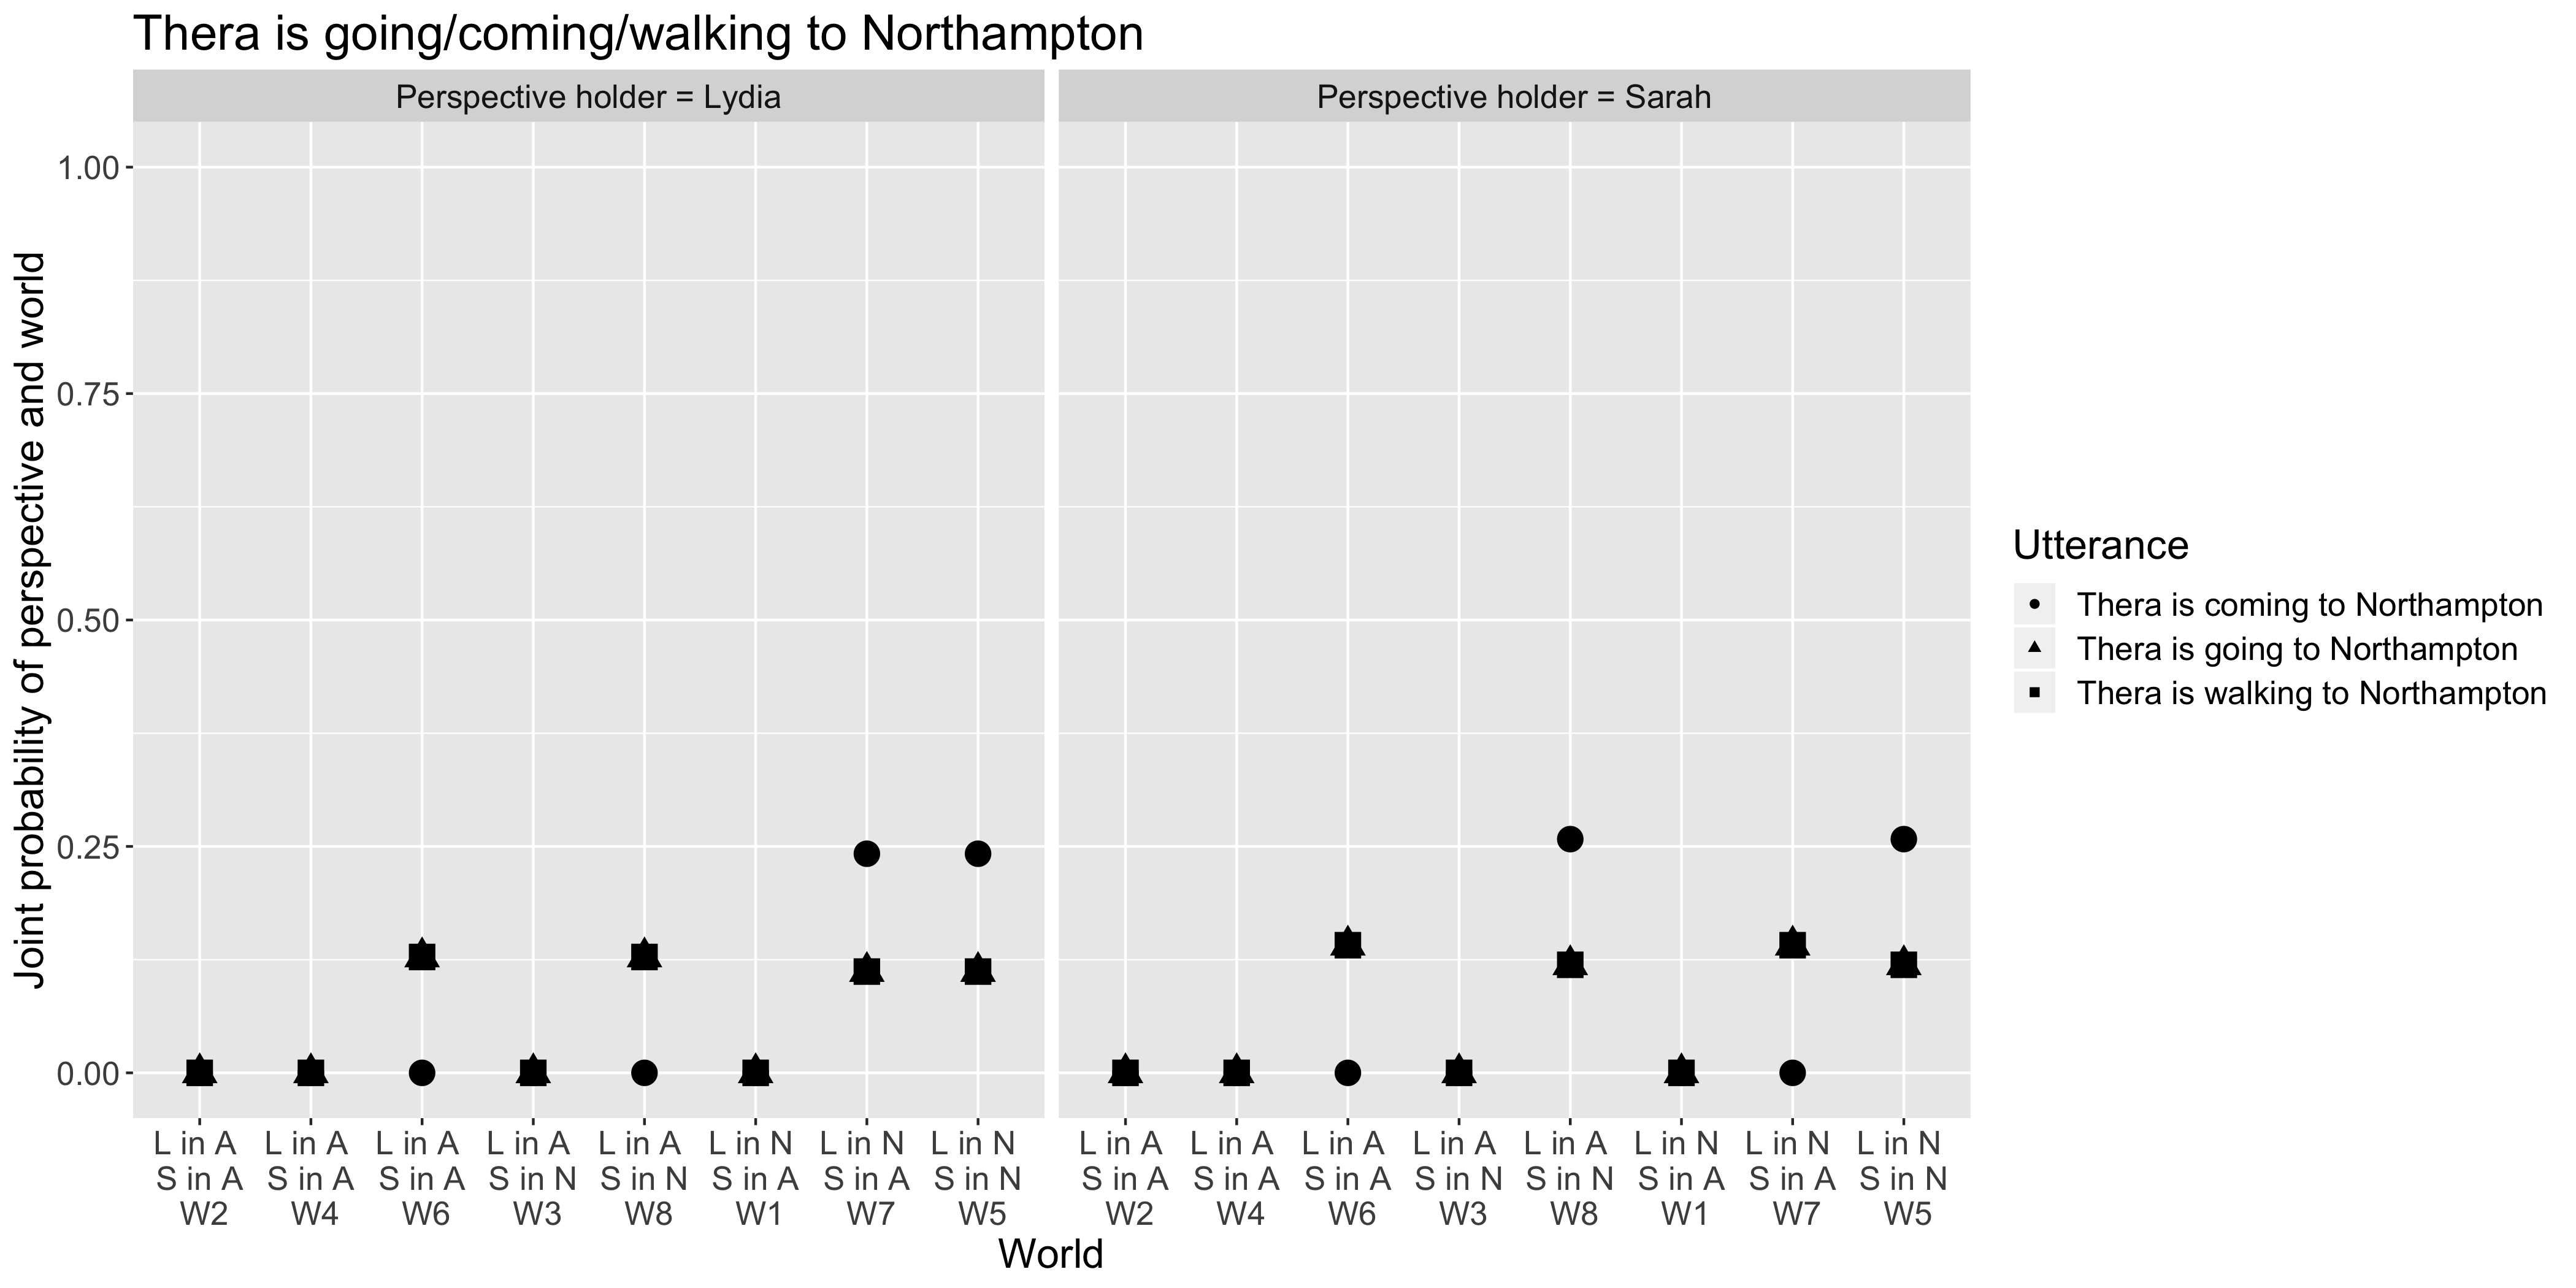 Thera is going/coming/walking to Northampton
Perspective holder = Lydia
Perspective holder = Sarah
Joint probability of perspective and world
1.00
0.75
0.50
0.25
0.00
L in A L in A L in A L in A L in A L in N L in N L in N
S in A S in A S in A S in N S in N S in A S in A S in N
W2 W4 W6 W3 W8 W1 W7 W5
L in A L in A L in A L in A L in A L in N L in N L in N
S in A S in A S in A S in N S in N S in A S in A S in N
W2 W4 W6 W3 W8 W1 W7 W5
World
Utterance
Thera is coming to Northampton
Thera is going to Northampton
Thera is walking to Northampton